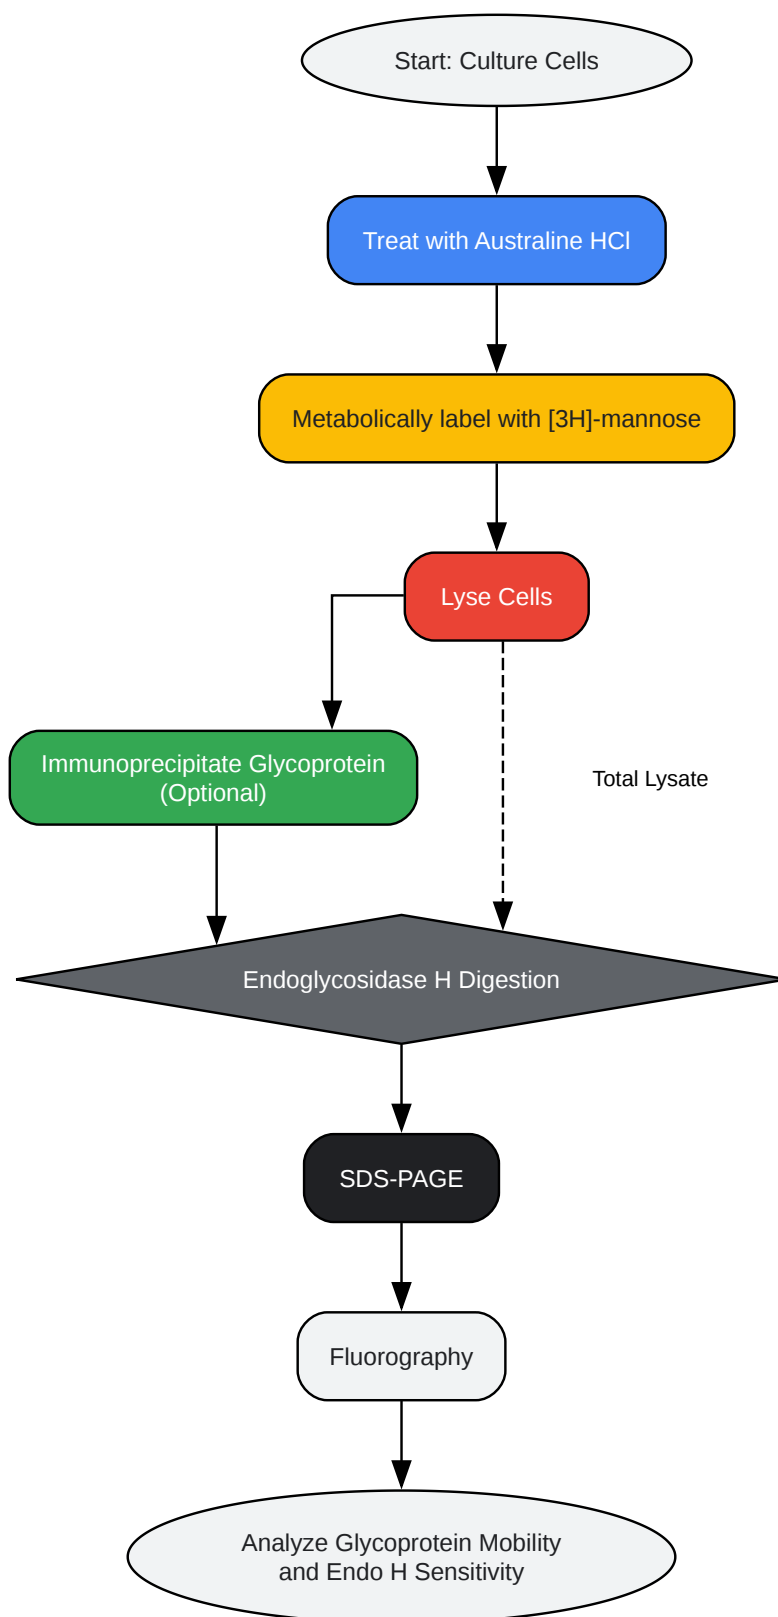 Start: Culture Cells
Treat with Australine HCl
Metabolically label with [3H]-mannose
Lyse Cells
Immunoprecipitate Glycoprotein
(Optional)
Total Lysate
Endoglycosidase H Digestion
SDS-PAGE
Fluorography
Analyze Glycoprotein Mobility
and Endo H Sensitivity